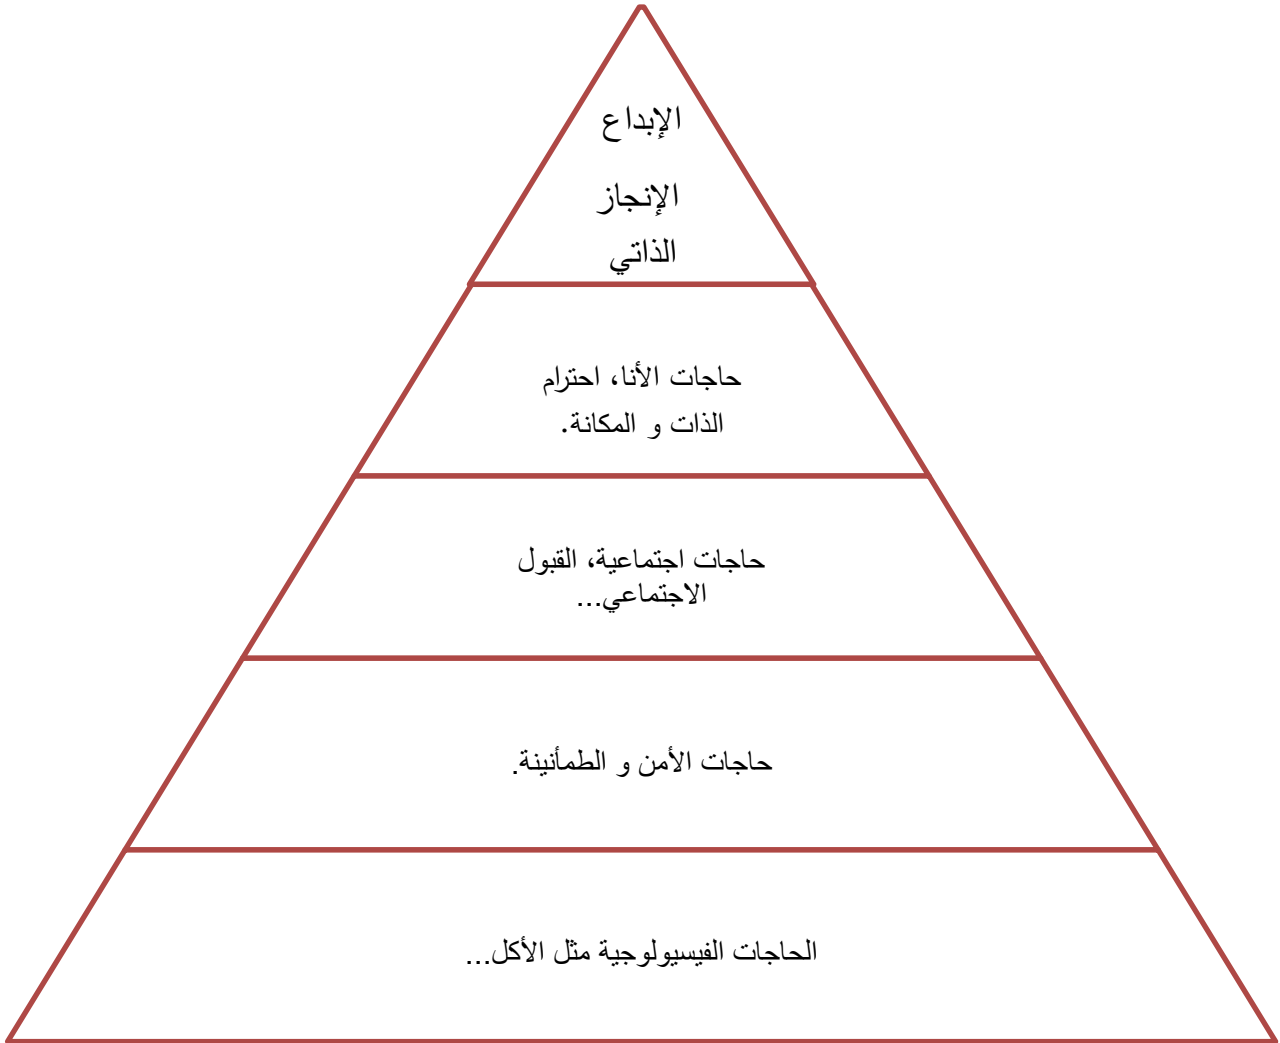 الإبداع
الإنجاز
الذاتي
حاجات الأنا، احترام
الذات و المكانة.
حاجات اجتماعية، القبول
الاجتماعي...
حاجات الأمن و الطمأنينة.
الحاجات الفيسيولوجية مثل الأكل...